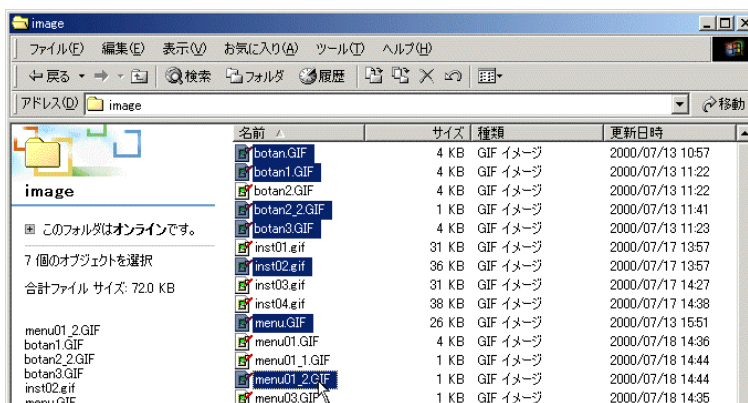 image
ファイル(F) 編集(E) 表示(V) お気に入り(A) ツール(T) ヘルプ(H)
戻る 検索 フォルダ 履歴
アドレス(D) image 移動
image
このフォルダはオンラインです。
7 個のオブジェクトを選択
合計ファイル サイズ: 72.0 KB
menu01_2.GIF
botan1.GIF
botan2_2.GIF
botan3.GIF
inst02.gif
menu.GIF
名前 サイズ 種類 更新日時
botan.GIF 4 KB GIF イメージ 2000/07/13 10:57
botan1.GIF 4 KB GIF イメージ 2000/07/13 11:22
botan2.GIF 4 KB GIF イメージ 2000/07/13 11:22
botan2_2.GIF 1 KB GIF イメージ 2000/07/13 11:41
botan3.GIF 4 KB GIF イメージ 2000/07/13 11:23
inst01.gif 31 KB GIF イメージ 2000/07/17 13:57
inst02.gif 36 KB GIF イメージ 2000/07/17 13:57
inst03.gif 31 KB GIF イメージ 2000/07/17 14:27
inst04.gif 38 KB GIF イメージ 2000/07/17 14:38
menu.GIF 26 KB GIF イメージ 2000/07/13 15:51
menu01.GIF 4 KB GIF イメージ 2000/07/18 14:36
menu01_1.GIF 1 KB GIF イメージ 2000/07/18 14:44
menu01_2.GIF 1 KB GIF イメージ 2000/07/18 14:44
menu03.GIF 1 KB GIF イメージ 2000/07/18 14:35